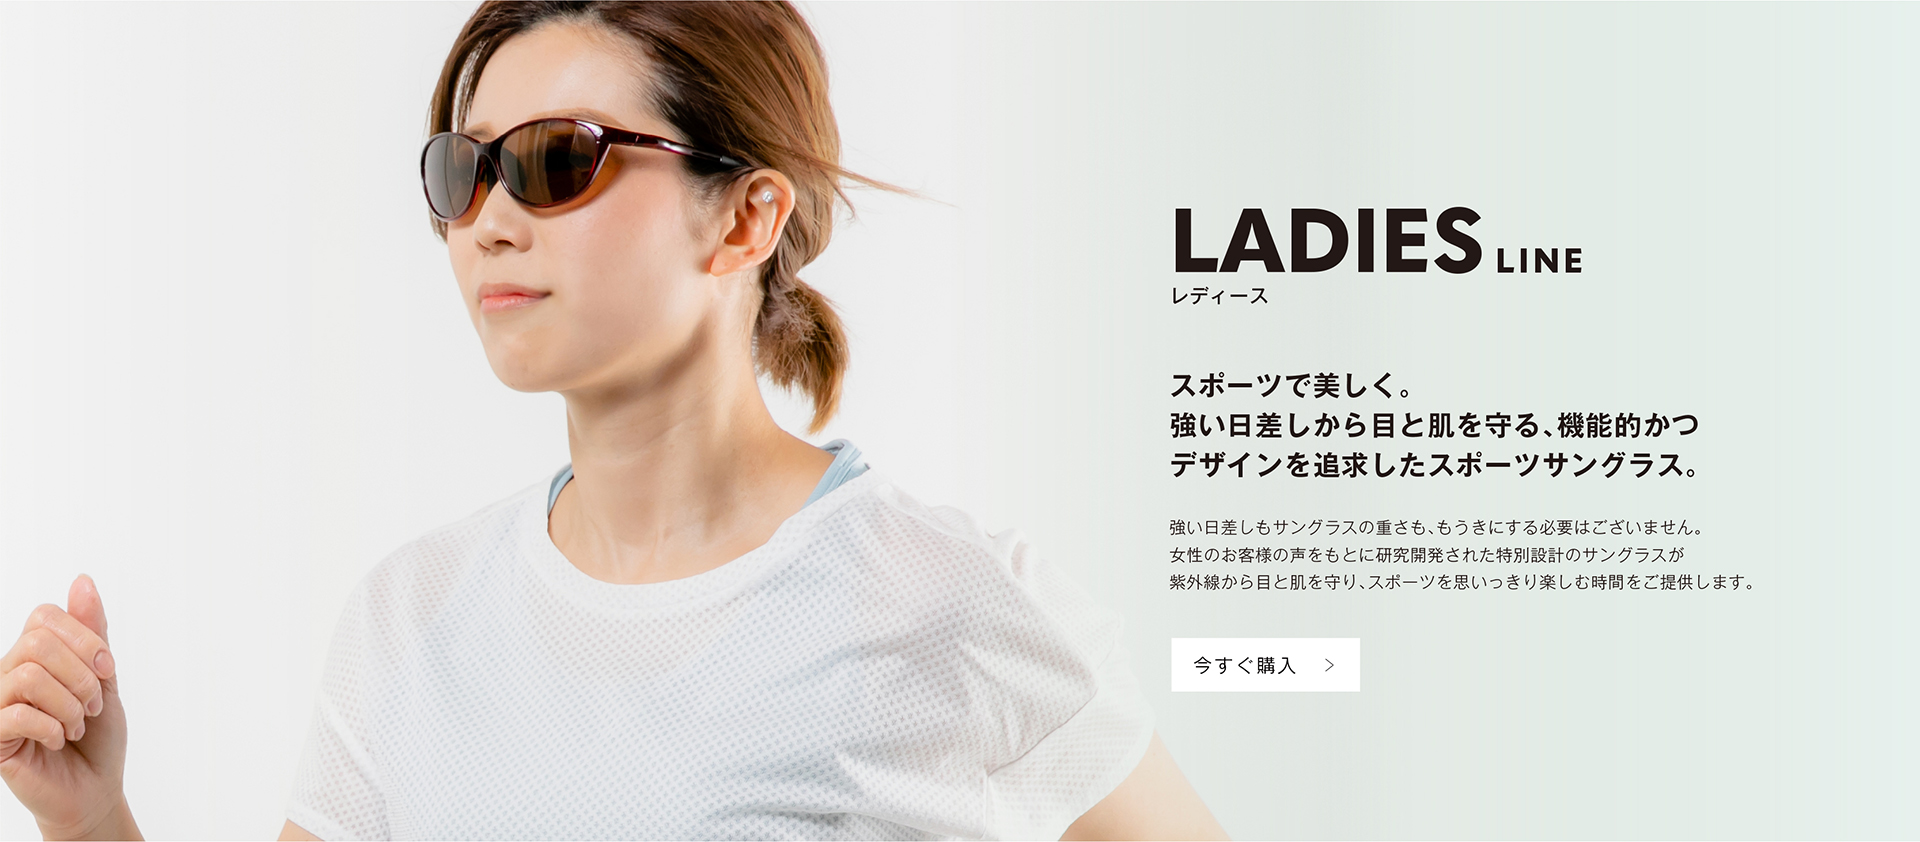 LADIES LINE
レディース
スポーツで美しく。
強い日差しから目と肌を守る、機能的かつ
デザインを追求したスポーツサングラス。
強い日差しもサングラスの重さも、もうきにする必要はございません。
女性のお客様の声をもとに研究開発された特別設計のサングラスが
紫外線から目と肌を守り、スポーツを思いっきり楽しむ時間をご提供します。
今すぐ購入 >